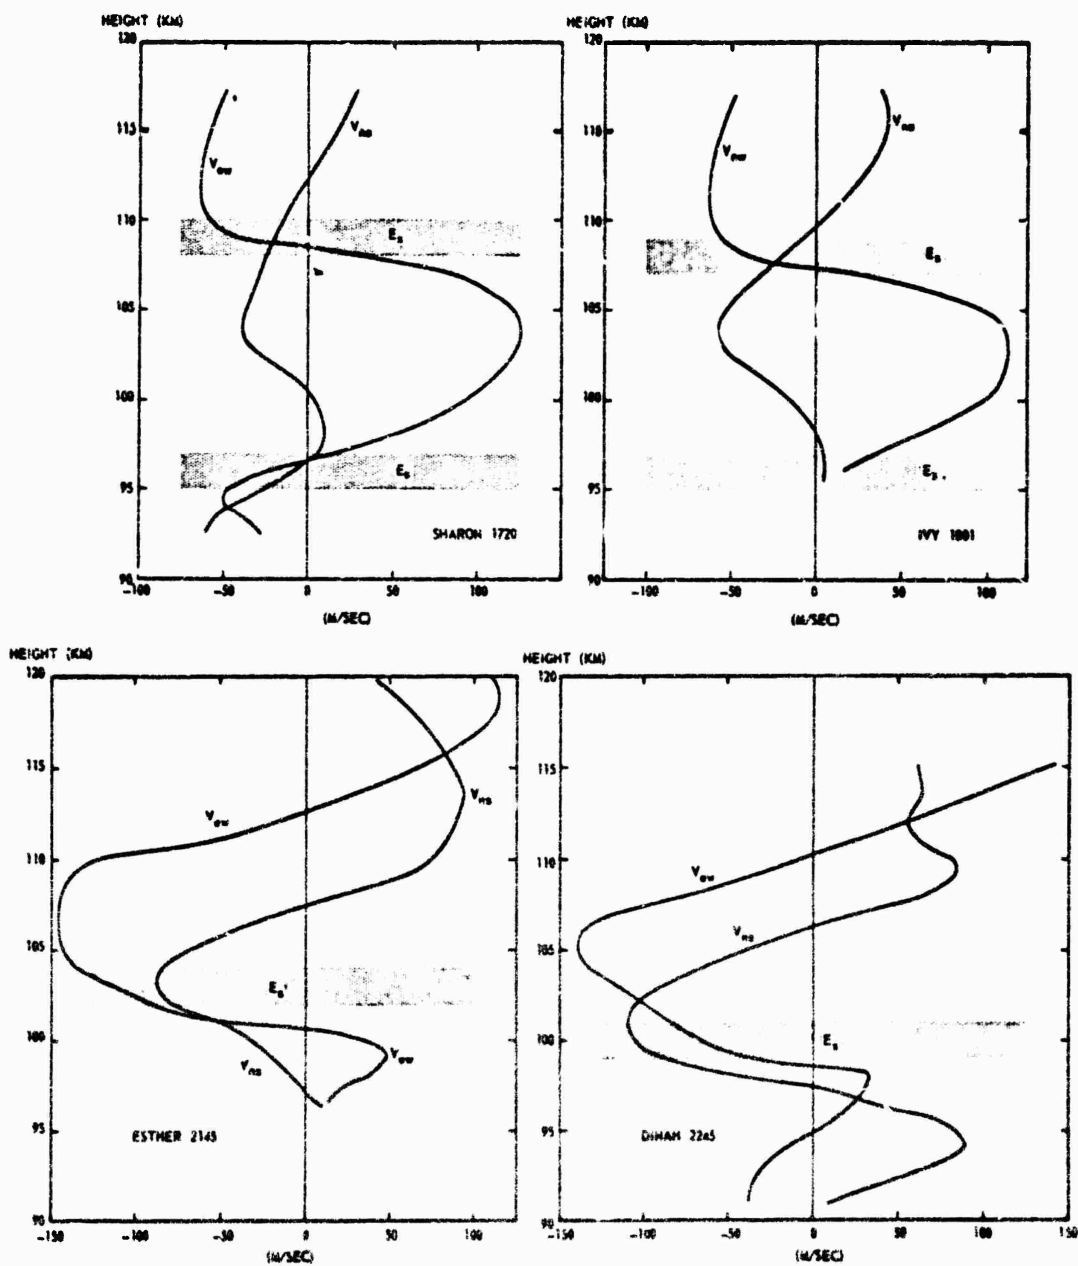 HEIGHT (KM)
120
115
110
105
100
95
90
V_ns
V_ew
E_s
E_s
SHARON 1720
-100 -50 0 50 100
(M/SEC)
HEIGHT (KM)
120
115
110
105
100
95
90
V_ns
V_ew
E_s
E_s
IVY 1801
-100 -50 0 50 100
(M/SEC)
HEIGHT (KM)
120
115
110
105
100
95
90
V_ew
V_ns
E_s
V_ns
V_ew
ESTHER 2145
-150 -100 -50 0 50 100
(M/SEC)
HEIGHT (KM)
120
115
110
105
100
95
90
V_ew
V_ns
E_s
DINAH 2245
-150 -100 -50 0 50 100 150
(M/SEC)